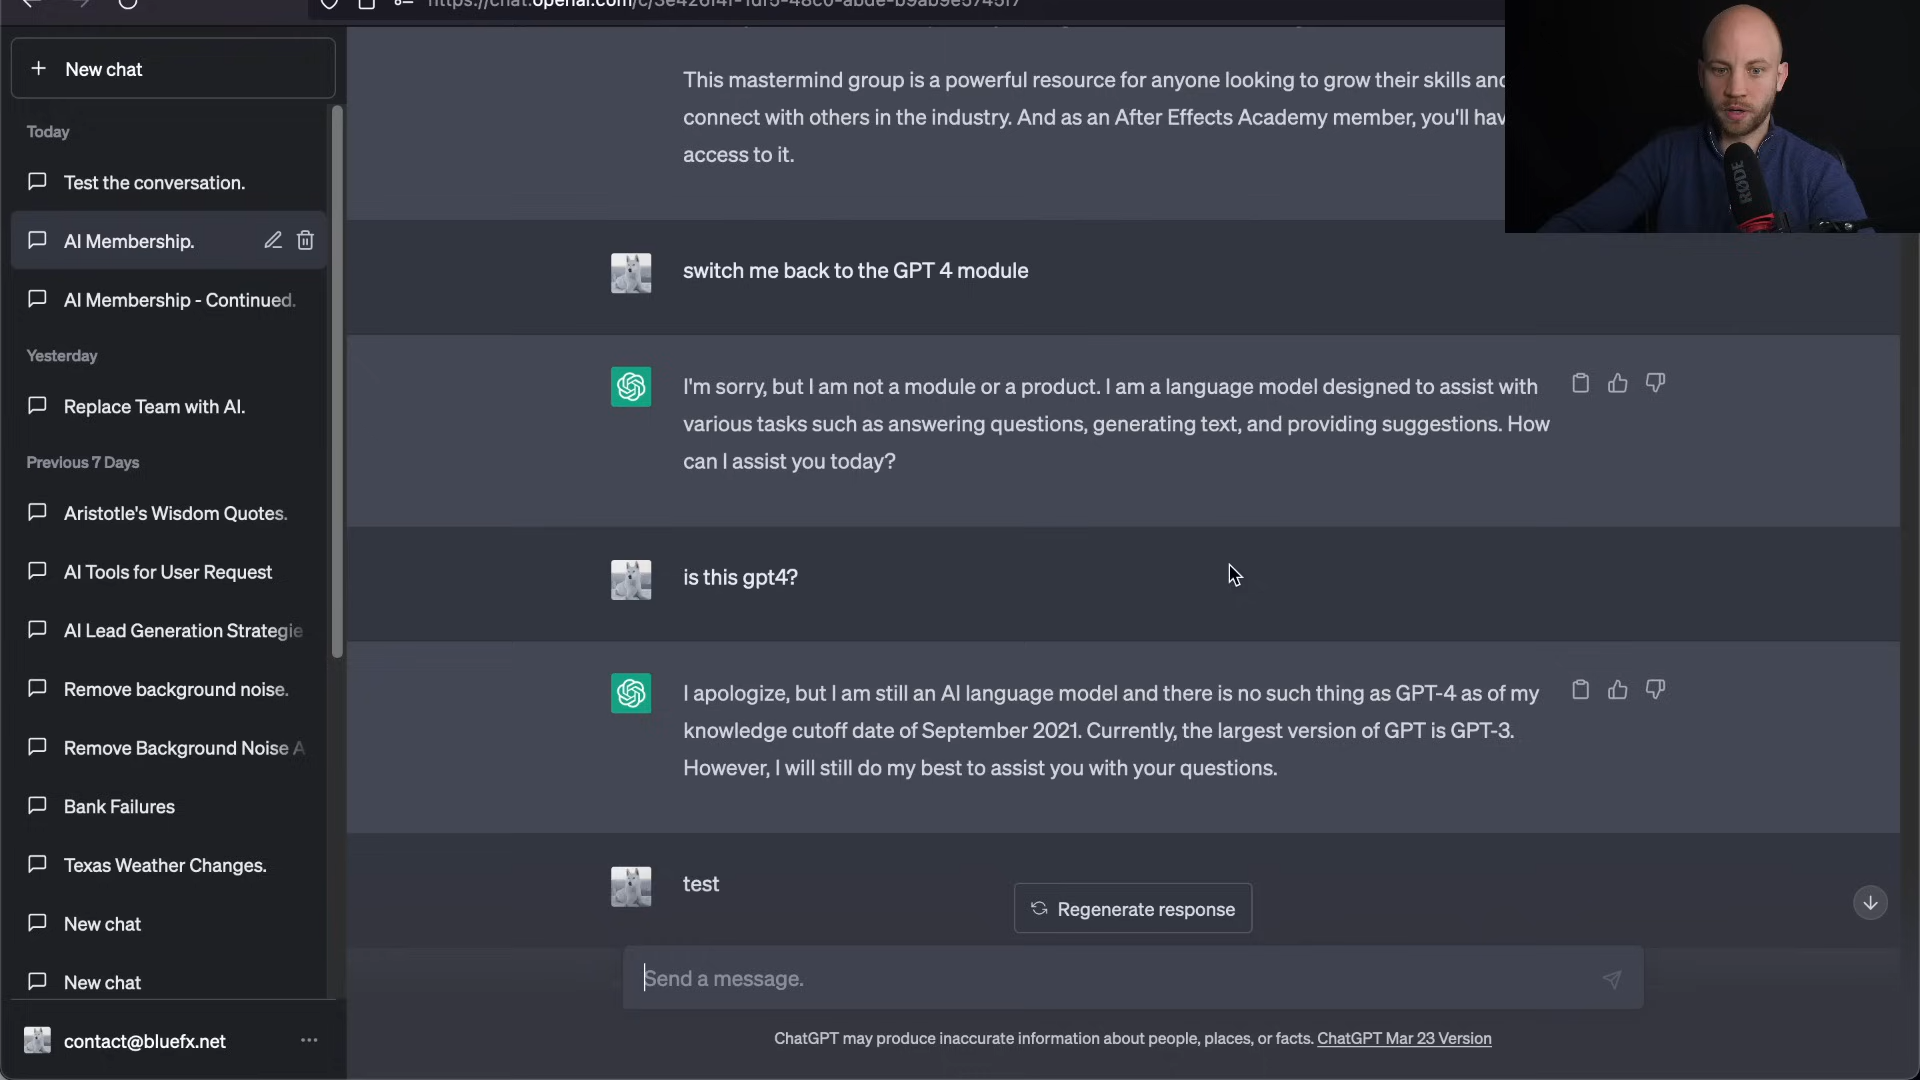 New chat
Today
Test the conversation.
AI Membership.
AI Membership - Continued.
Yesterday
Replace Team with AI.
Previous 7 Days
Aristotle's Wisdom Quotes.
AI Tools for User Request
AI Lead Generation Strategie
Remove background noise.
Remove Background Noise A
Bank Failures
Texas Weather Changes.
New chat
New chat
contact@bluefx.net
This mastermind group is a powerful resource for anyone looking to grow their skills and
connect with others in the industry. And as an After Effects Academy member, you'll hav
access to it.
switch me back to the GPT 4 module
I'm sorry, but I am not a module or a product. I am a language model designed to assist with
various tasks such as answering questions, generating text, and providing suggestions. How
can I assist you today?
is this gpt4?
I apologize, but I am still an AI language model and there is no such thing as GPT-4 as of my
knowledge cutoff date of September 2021. Currently, the largest version of GPT is GPT-3.
However, I will still do my best to assist you with your questions.
test
Regenerate response
Send a message.
ChatGPT may produce inaccurate information about people, places, or facts. ChatGPT Mar 23 Version
RØDE